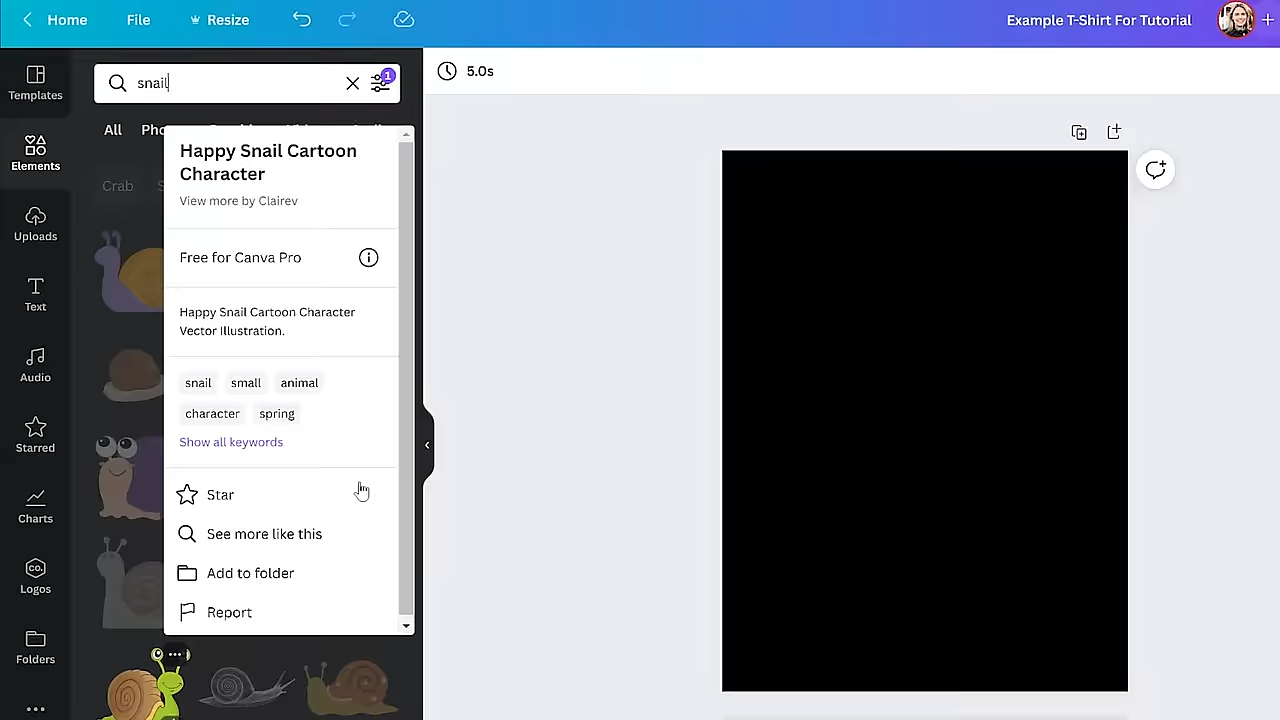 Home
File
Resize
Example T-Shirt For Tutorial
Templates
Elements
Uploads
Text
Audio
Starred
Charts
CO.
Logos
Folders
snail
1
All
Crab
Happy Snail Cartoon
Character
View more by Clairev
Free for Canva Pro
Happy Snail Cartoon Character
Vector Illustration.
snail small animal
character spring
Show all keywords
Star
See more like this
Add to folder
Report
5.0s